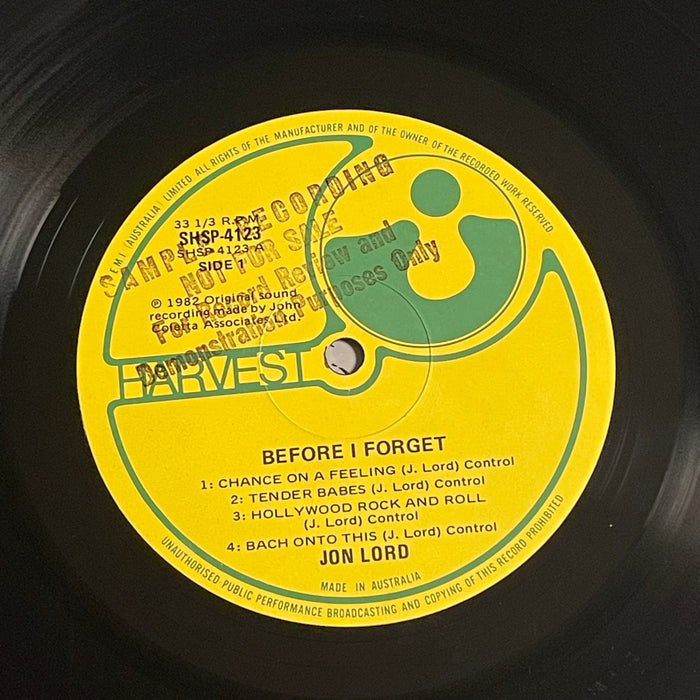 E M I (AUSTRALIA) LIMITED ALL RIGHTS OF THE MANUFACTURER AND OF THE OWNER OF THE RECORDED WORK RESERVED
33 1/3 R.P.M.
SHSP-4123
SHSP 4123 A
SIDE 1
SAMPLE RECORDING
NOT FOR SALE
For Record Review and
Demonstration Purposes Only
℗ 1982 Original sound
recording made by John
Coletta Associates Ltd.
HARVEST
BEFORE I FORGET
1: CHANCE ON A FEELING (J. Lord) Control
2: TENDER BABES (J. Lord) Control
3: HOLLYWOOD ROCK AND ROLL
(J. Lord) Control
4: BACH ONTO THIS (J. Lord) Control
JON LORD
MADE IN AUSTRALIA
UNAUTHORISED PUBLIC PERFORMANCE BROADCASTING AND COPYING OF THIS RECORD PROHIBITED